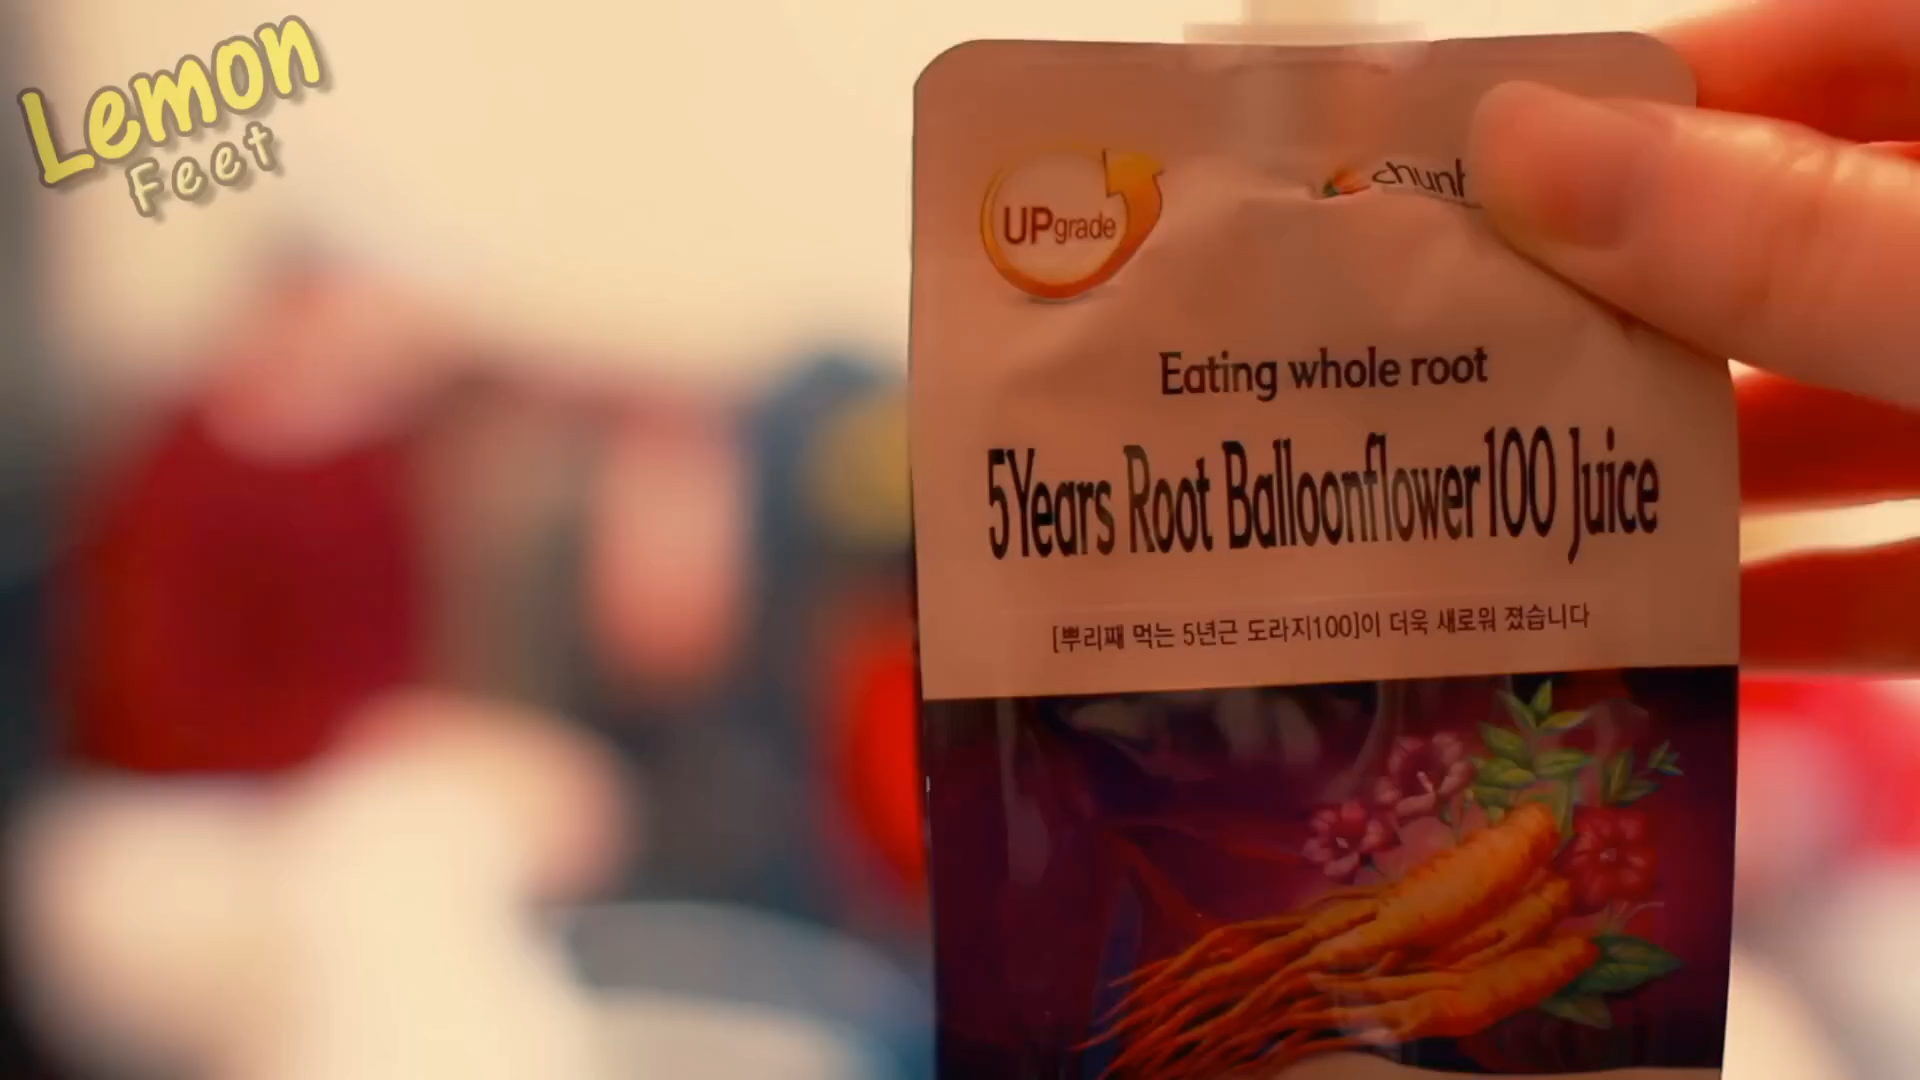 Lemon
Feet
UPgrade
Eating whole root
5Years Root Balloonflower100 Juice
[뿌리째 먹는 5년근 도라지100]이 더욱 새로워 졌습니다